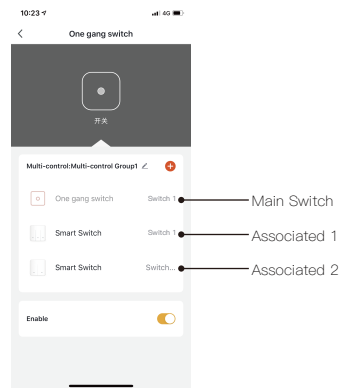 10:23
4G
One gang switch
开关
Multi-control:Multi-control Group1
One gang switch Switch 1
Main Switch
Smart Switch Switch 1
Associated 1
Smart Switch Switch...
Associated 2
Enable